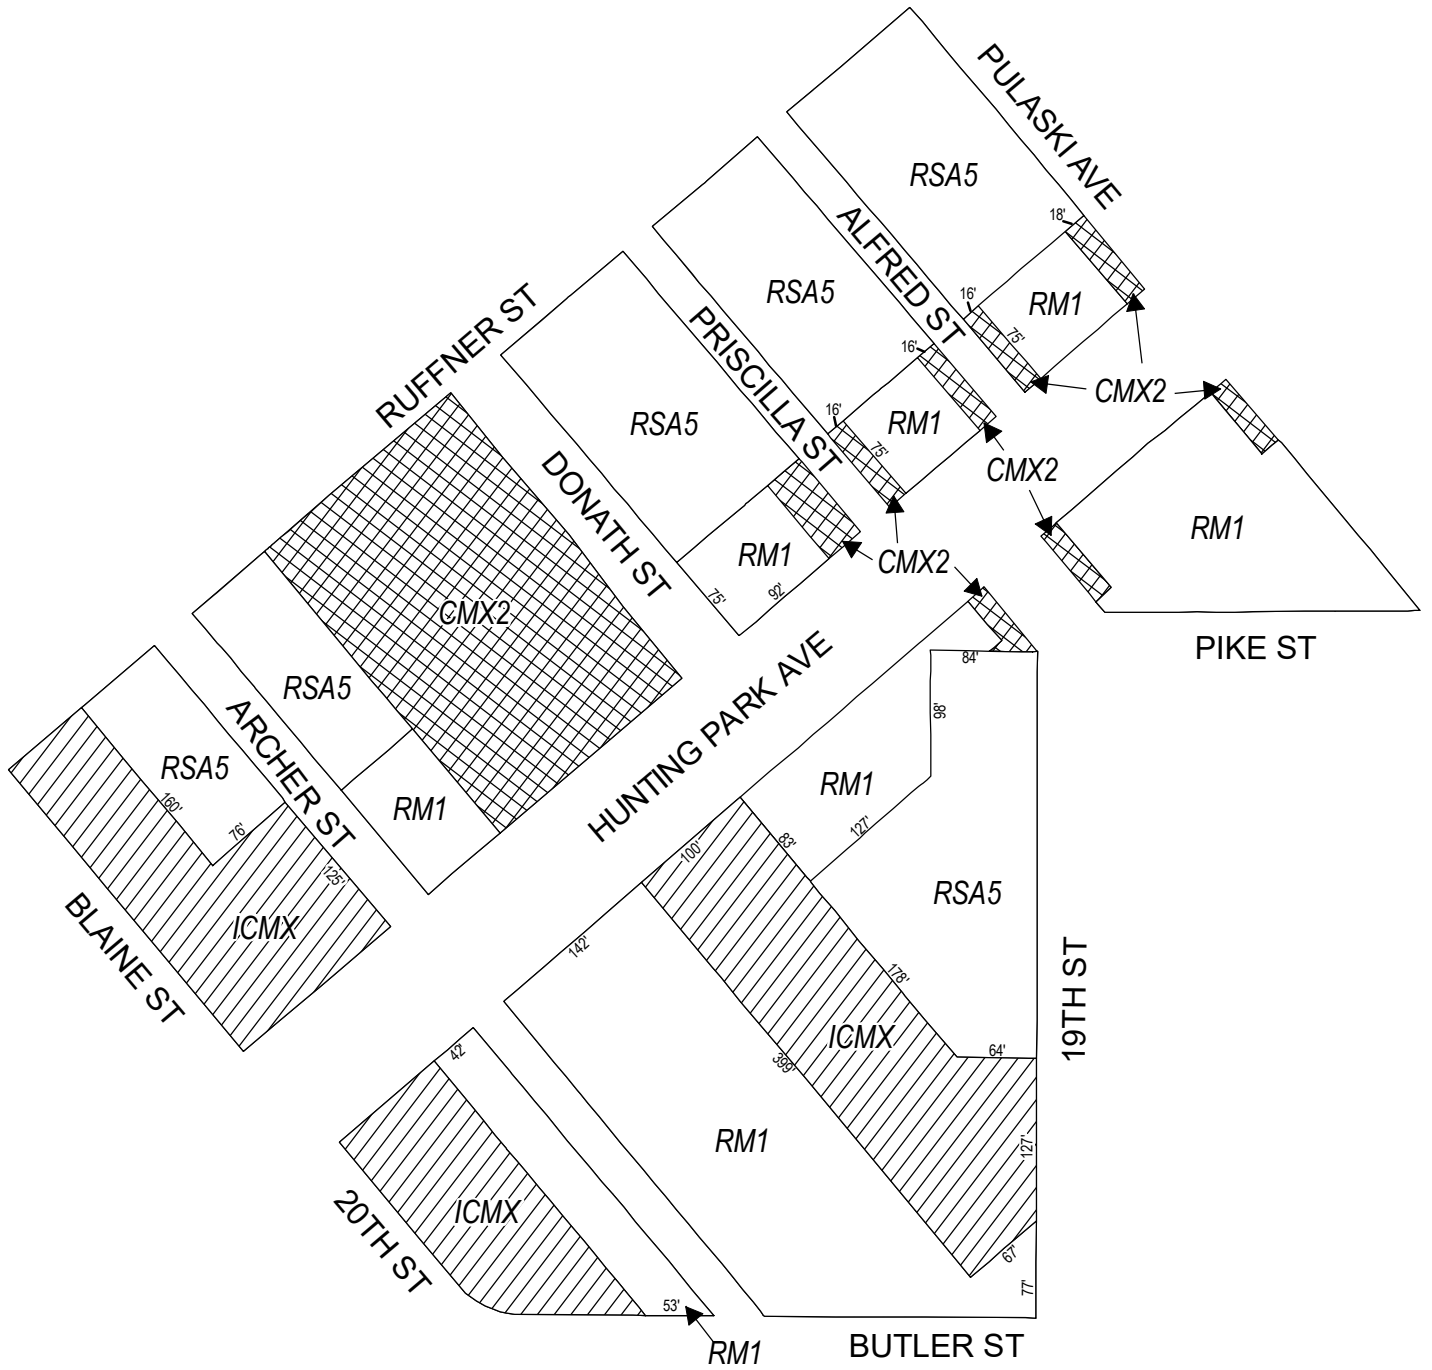 PULASKI AVE
RSA5
18'
ALFRED ST
RSA5
16'
RM1
75'
RUFFNER ST
PRISCILLA ST
16'
CMX2
RSA5
16'
RM1
75'
DONATH ST
CMX2
RM1
RM1
92'
75'
CMX2
CMX2
PIKE ST
HUNTING PARK AVE
84'
RSA5
98'
ARCHER ST
RSA5
RM1
RM1
160'
76'
127'
83'
100'
125'
RSA5
BLAINE ST
ICMX
142'
178'
19TH ST
ICMX
42'
64'
399'
RM1
127'
20TH ST
ICMX
67'
77'
53'
RM1
BUTLER ST